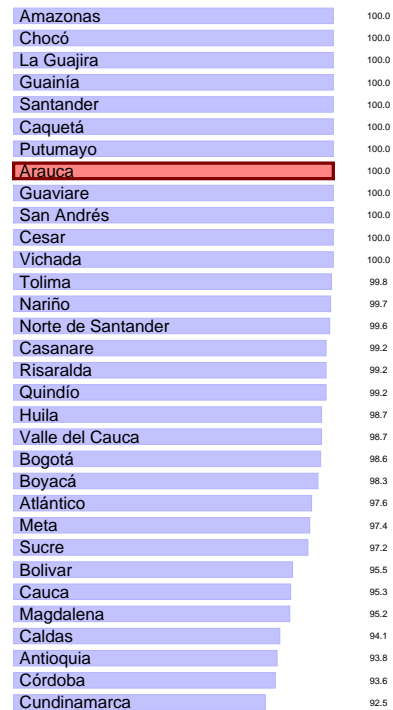 Amazonas 100.0
Chocó 100.0
La Guajira 100.0
Guainía 100.0
Santander 100.0
Caquetá 100.0
Putumayo 100.0
Arauca 100.0
Guaviare 100.0
San Andrés 100.0
Cesar 100.0
Vichada 100.0
Tolima 99.8
Nariño 99.7
Norte de Santander 99.6
Casanare 99.2
Risaralda 99.2
Quindío 99.2
Huila 98.7
Valle del Cauca 98.7
Bogotá 98.6
Boyacá 98.3
Atlántico 97.6
Meta 97.4
Sucre 97.2
Bolivar 95.5
Cauca 95.3
Magdalena 95.2
Caldas 94.1
Antioquia 93.8
Córdoba 93.6
Cundinamarca 92.5